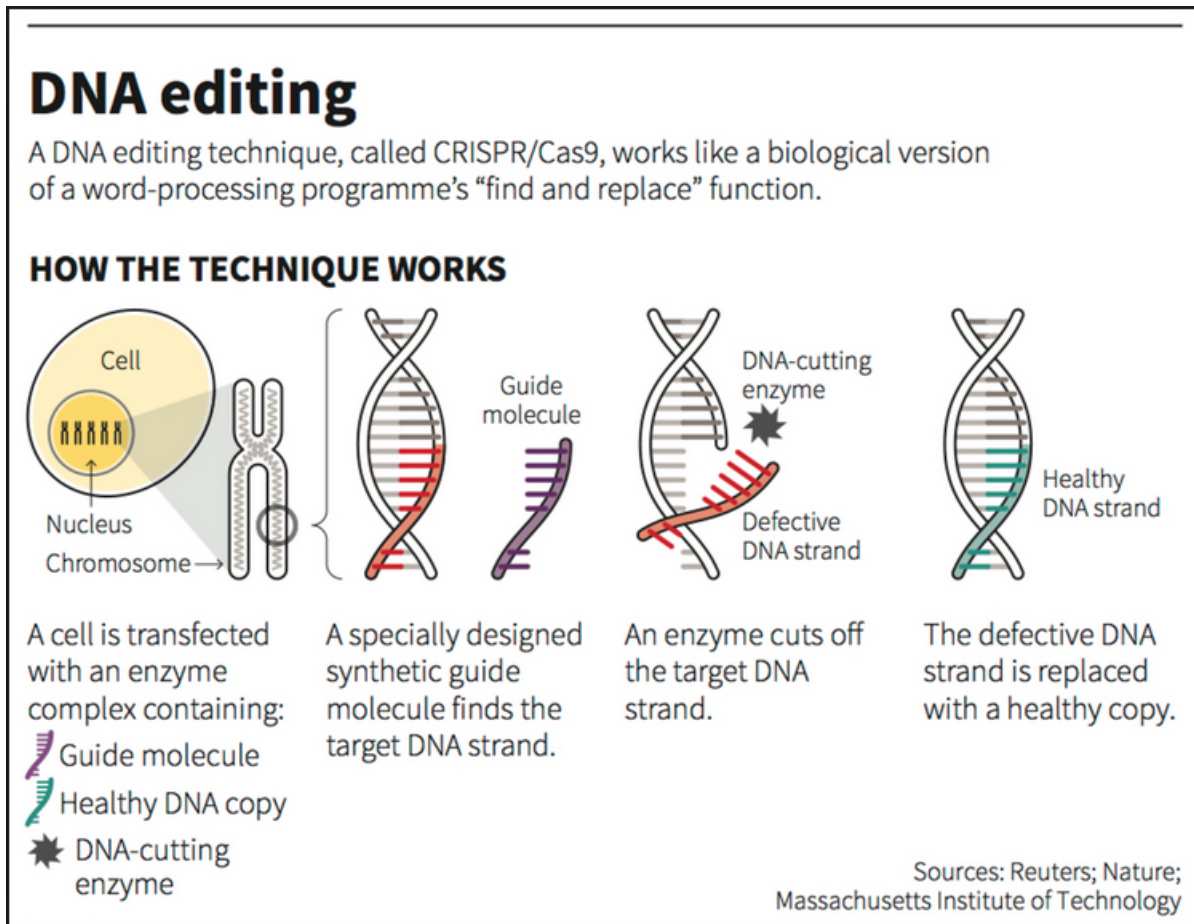 DNA editing
A DNA editing technique, called CRISPR/Cas9, works like a biological version
of a word-processing programme’s “find and replace” function.
HOW THE TECHNIQUE WORKS
Cell
Nucleus
Chromosome
Guide
molecule
DNA-cutting
enzyme
Defective
DNA strand
Healthy
DNA strand
A cell is transfected
with an enzyme
complex containing:
Guide molecule
Healthy DNA copy
DNA-cutting
enzyme
A specially designed
synthetic guide
molecule finds the
target DNA strand.
An enzyme cuts off
the target DNA
strand.
The defective DNA
strand is replaced
with a healthy copy.
Sources: Reuters; Nature;
Massachusetts Institute of Technology